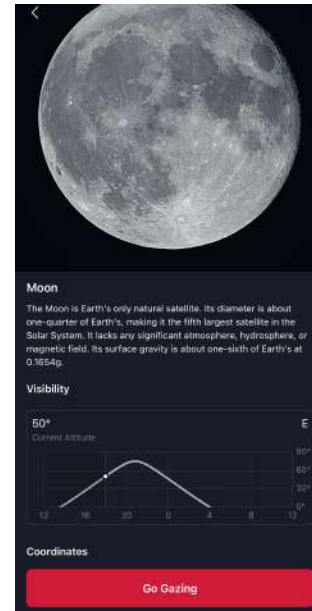 Moon
The Moon is Earth's only natural satellite. Its diameter is about
one-quarter of Earth's, making it the fifth largest satellite in the
Solar System. It lacks any significant atmosphere, hydrosphere, or
magnetic field. Its surface gravity is about one-sixth of Earth's at
0.1654g.
Visibility
50° E
Current Altitude
90°
60°
30°
0°
12 16 20 0 4 8 12
Coordinates
Go Gazing